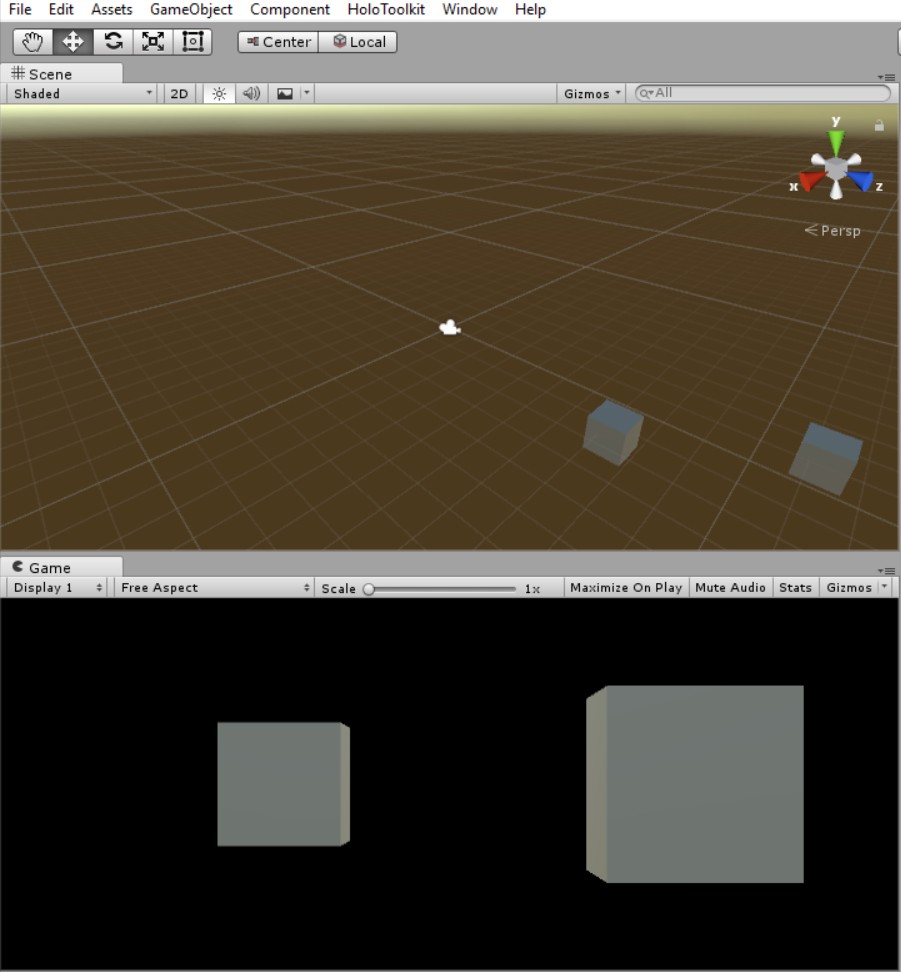 File Edit Assets GameObject Component HoloToolkit Window Help
Center Local
Scene
Shaded 2D Gizmos All
y
x z
Persp
Game
Display 1 Free Aspect Scale 1x Maximize On Play Mute Audio Stats Gizmos